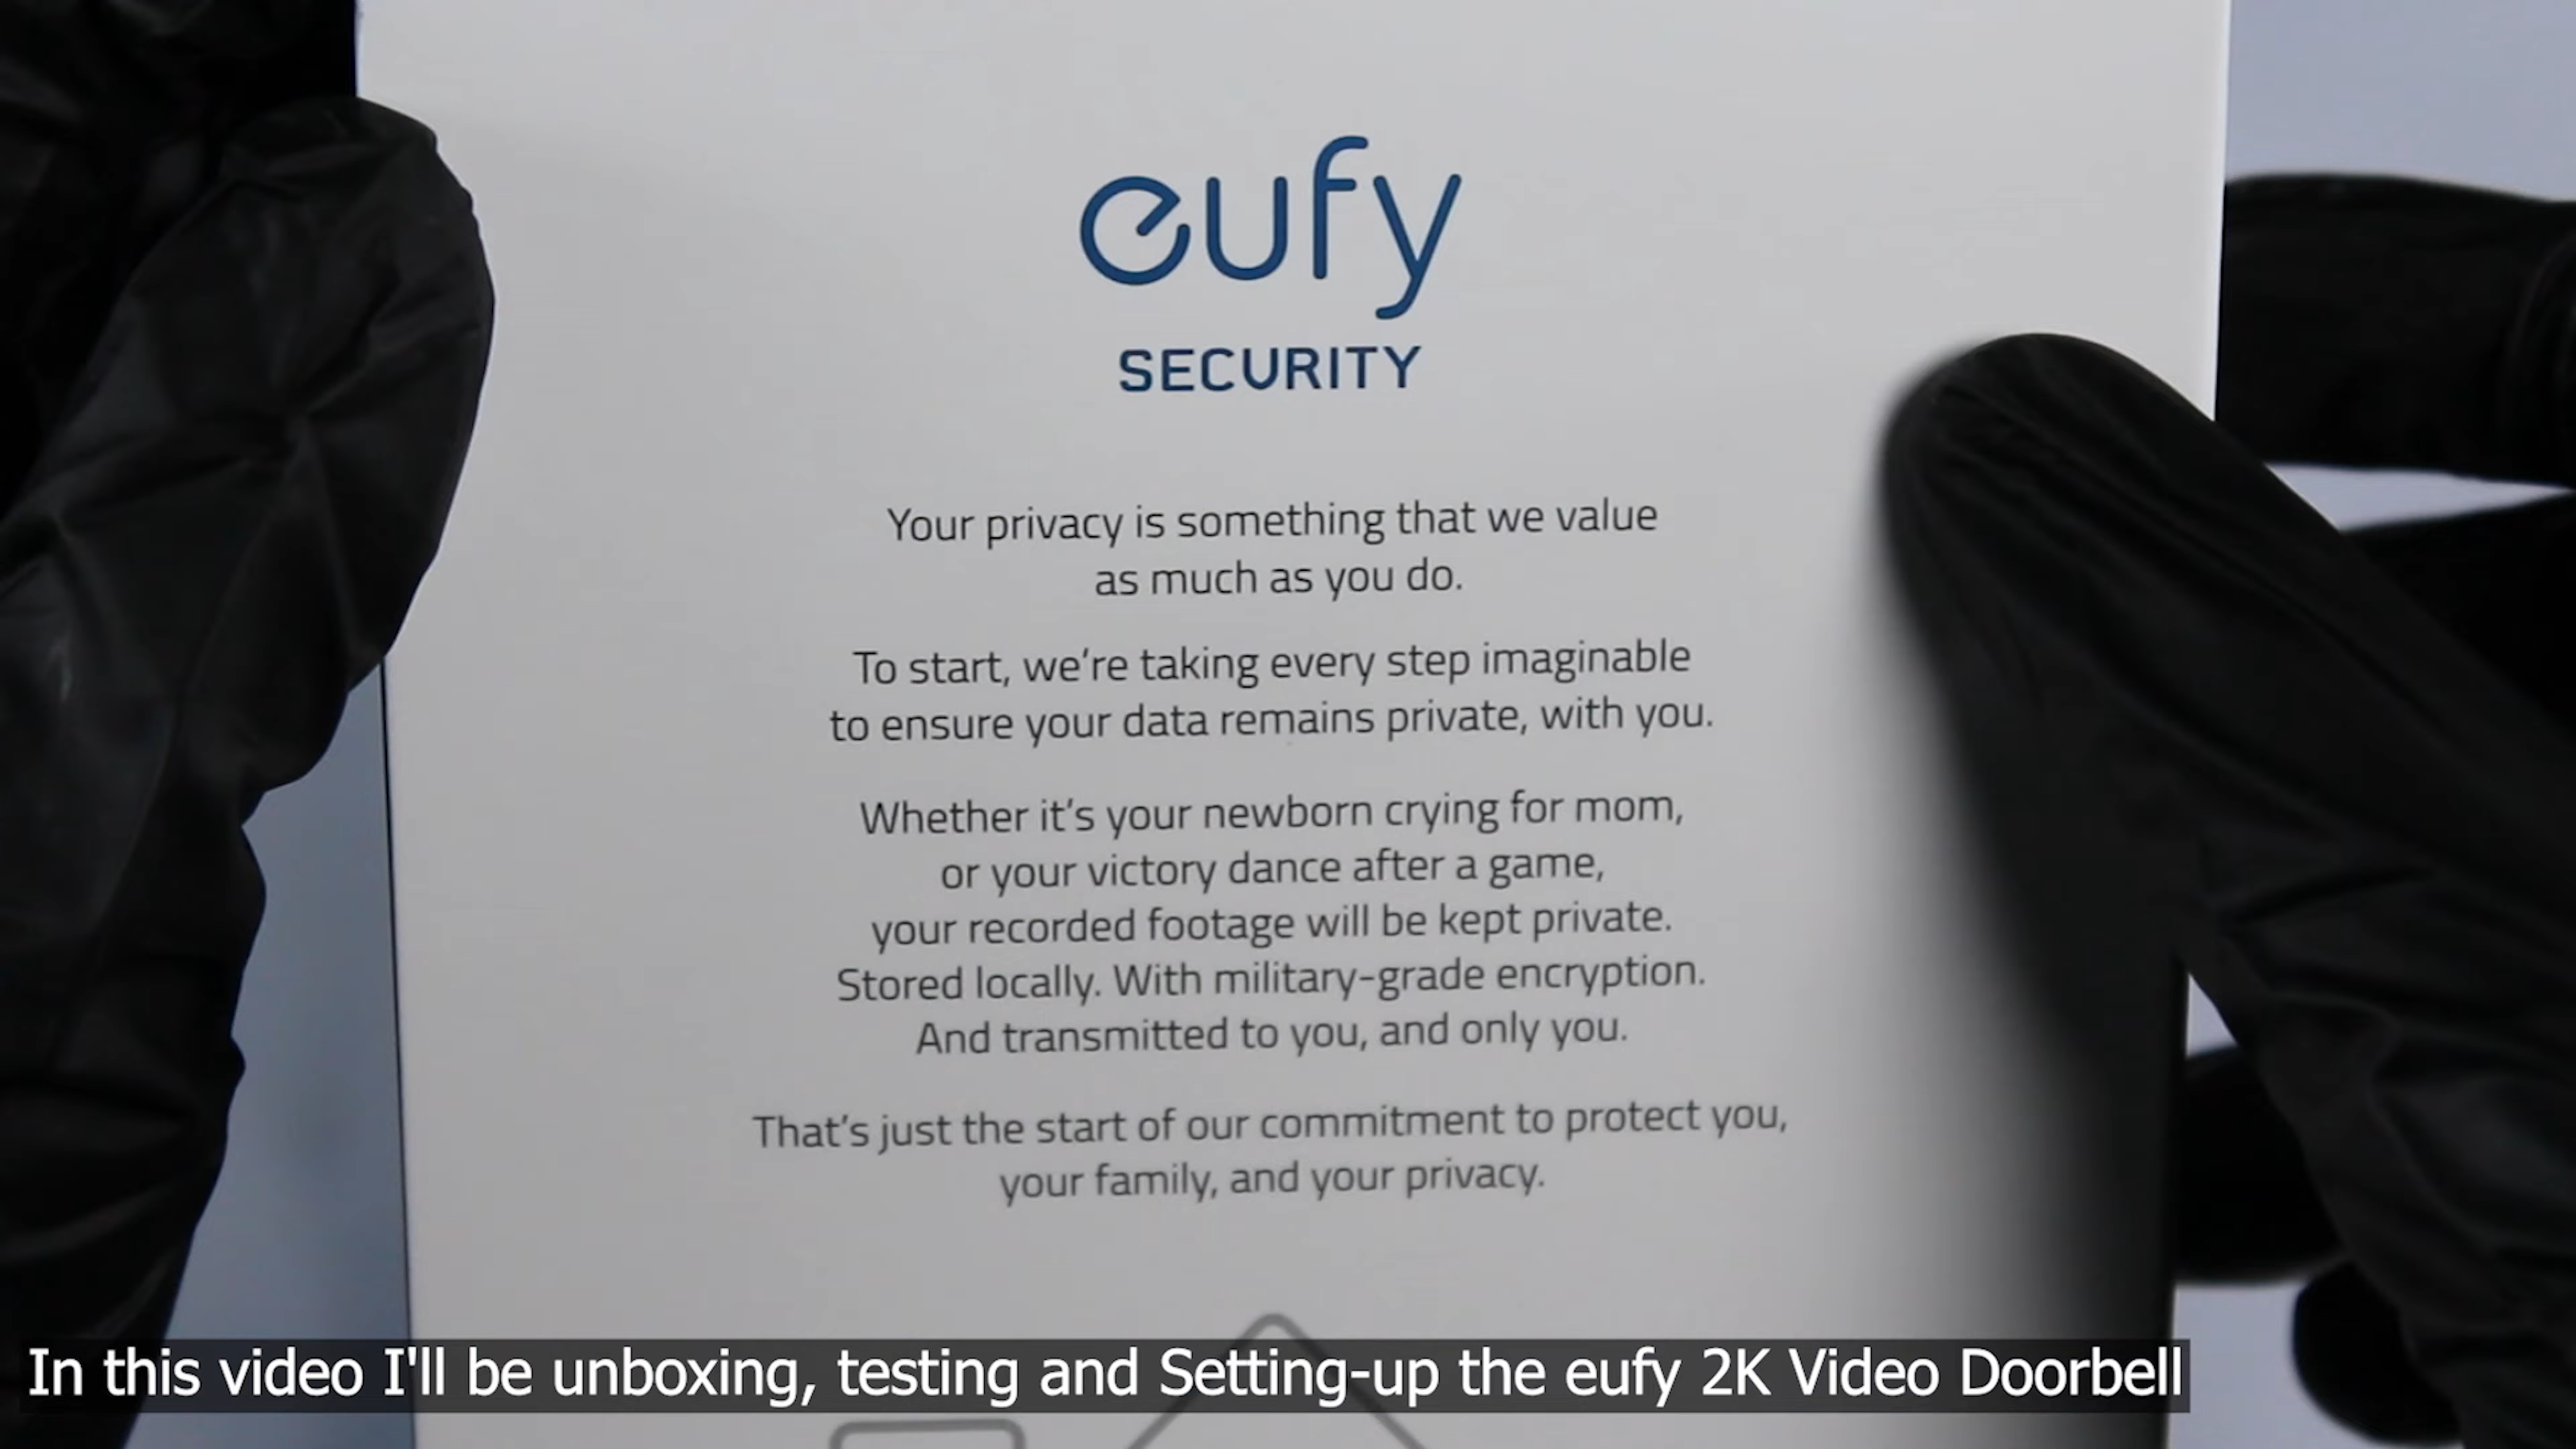 eufy
SECURITY
Your privacy is something that we value
as much as you do.
To start, we're taking every step imaginable
to ensure your data remains private, with you.
Whether it's your newborn crying for mom,
or your victory dance after a game,
your recorded footage will be kept private.
Stored locally. With military-grade encryption.
And transmitted to you, and only you.
That's just the start of our commitment to protect you,
your family, and your privacy.
In this video I'll be unboxing, testing and Setting-up the eufy 2K Video Doorbell